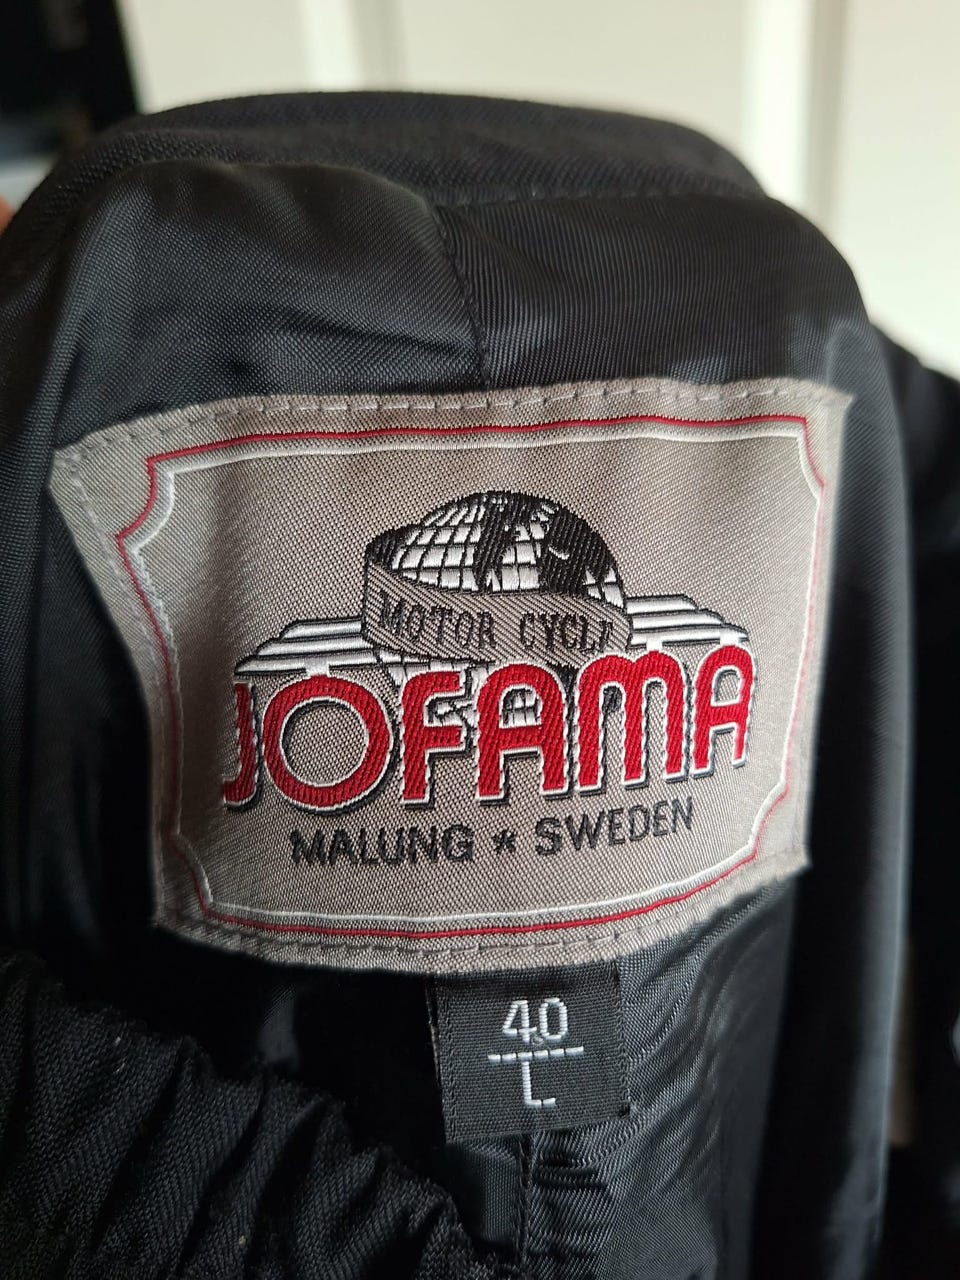 MOTOR CYCLE
JOFAMA
MALUNG * SWEDEN
40
L